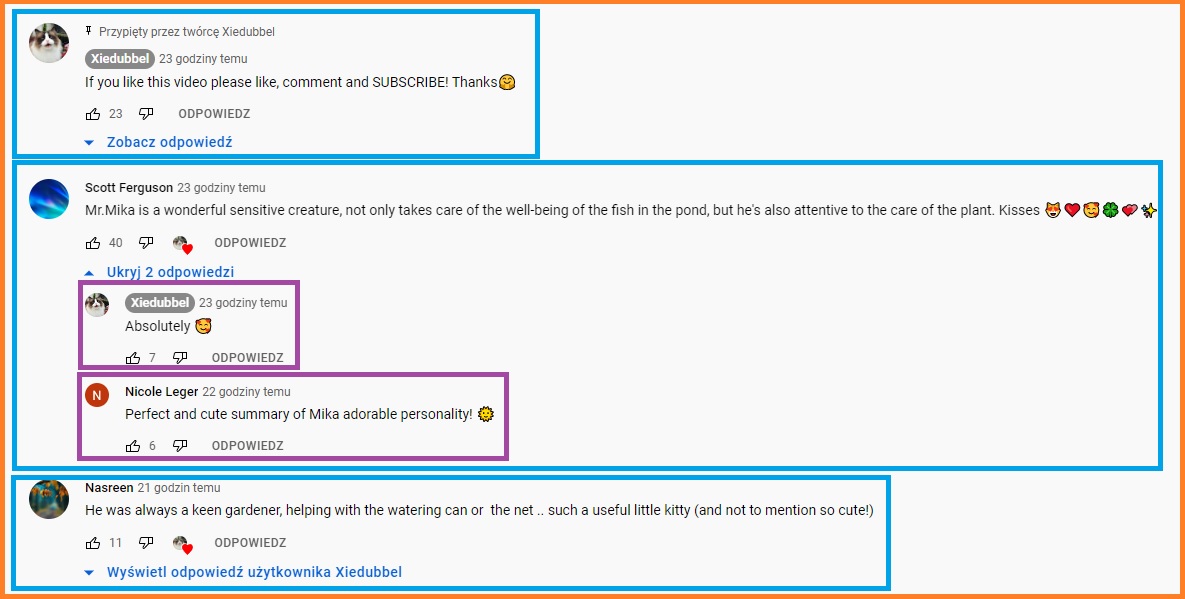 Przypięty przez twórcę Xiedubbel
Xiedubbel 23 godziny temu
If you like this video please like, comment and SUBSCRIBE! Thanks🤗
23 ODPOWIEDZ
Zobacz odpowiedź
Scott Ferguson 23 godziny temu
Mr.Mika is a wonderful sensitive creature, not only takes care of the well-being of the fish in the pond, but he's also attentive to the care of the plant. Kisses 😻❤️🥰🍀💕✨
40 ODPOWIEDZ
Ukryj 2 odpowiedzi
Xiedubbel 23 godziny temu
Absolutely 🥰
7 ODPOWIEDZ
N
Nicole Leger 22 godziny temu
Perfect and cute summary of Mika adorable personality! 🌞
6 ODPOWIEDZ
Nasreen 21 godzin temu
He was always a keen gardener, helping with the watering can or  the net .. such a useful little kitty (and not to mention so cute!)
11 ODPOWIEDZ
Wyświetl odpowiedź użytkownika Xiedubbel